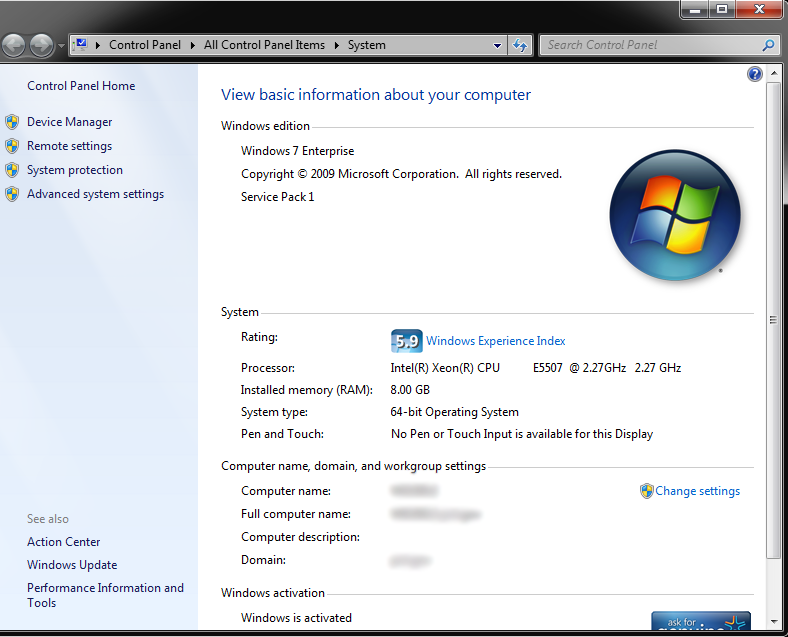 Control Panel
All Control Panel Items
System
Search Control Panel
Control Panel Home
Device Manager
Remote settings
System protection
Advanced system settings
See also
Action Center
Windows Update
Performance Information and
Tools
View basic information about your computer
Windows edition
Windows 7 Enterprise
Copyright © 2009 Microsoft Corporation.  All rights reserved.
Service Pack 1
System
Rating:
5.9 Windows Experience Index
Processor:
Intel(R) Xeon(R) CPU E5507 @ 2.27GHz 2.27 GHz
Installed memory (RAM):
8.00 GB
System type:
64-bit Operating System
Pen and Touch:
No Pen or Touch Input is available for this Display
Computer name, domain, and workgroup settings
Computer name:
Change settings
Full computer name:
Computer description:
Domain:
Windows activation
Windows is activated
ask for
genuine